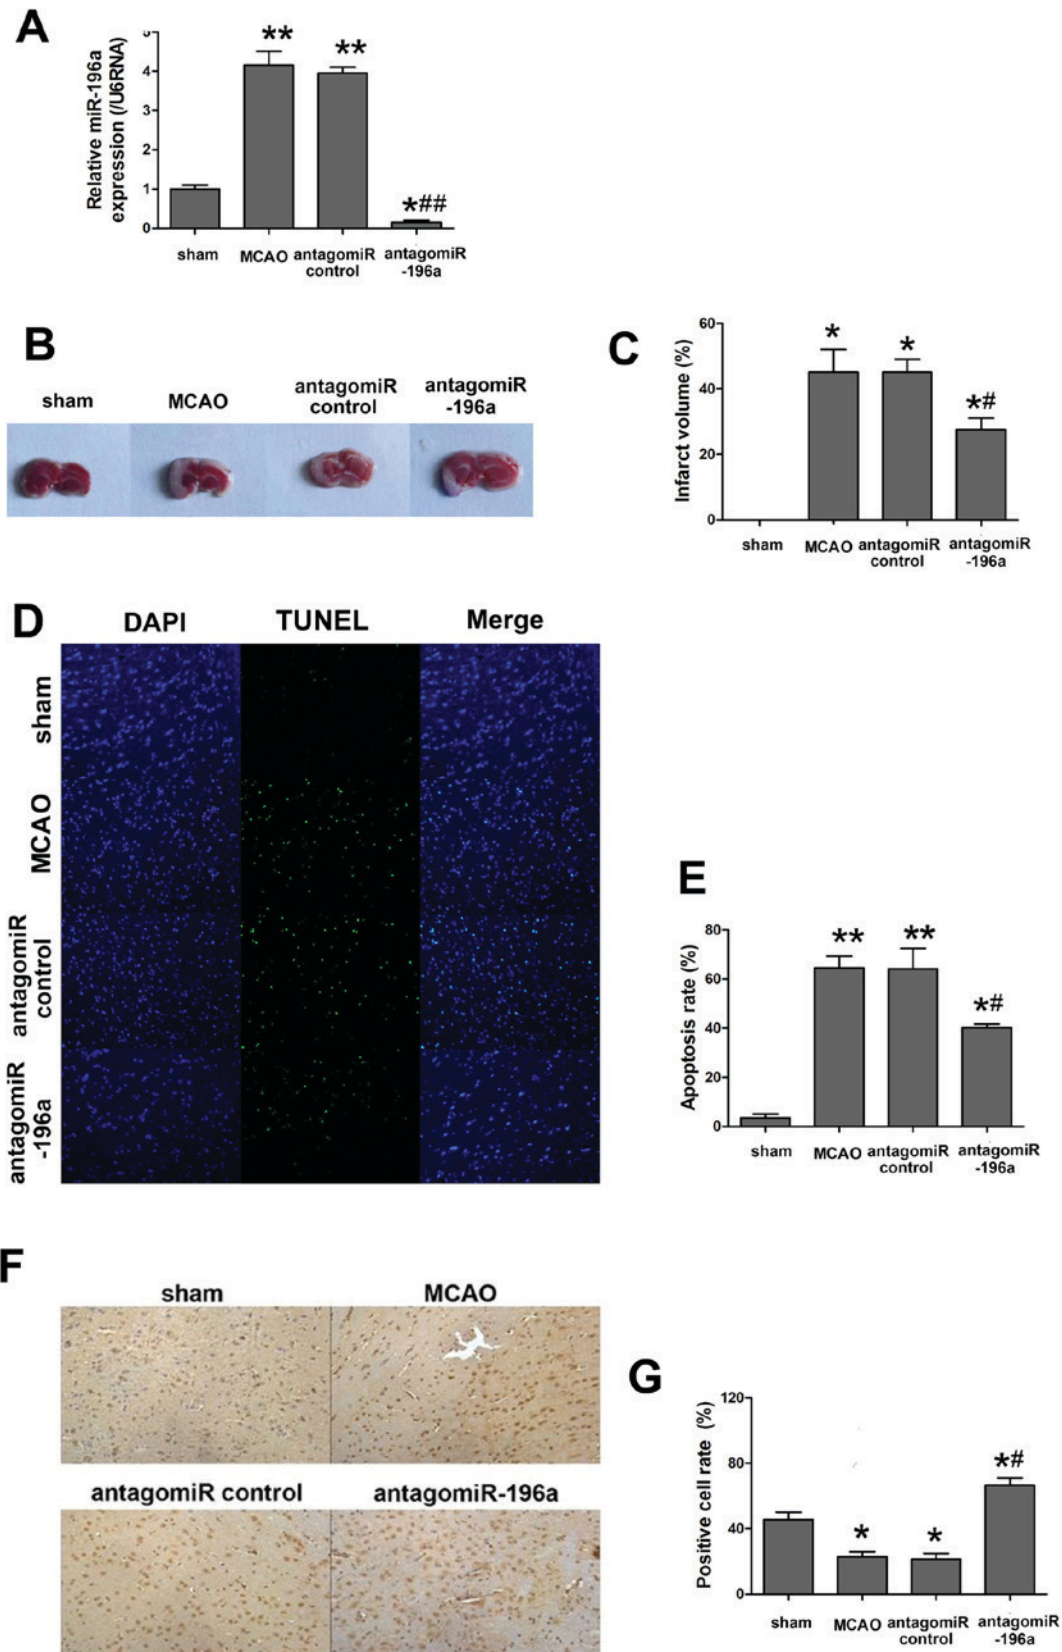 A
Relative miR-196a
expression (/U6RNA)
5
4
3
2
1
0
**
**
*##
sham
MCAO
antagomiR
control
antagomiR
-196a
B
sham
MCAO
antagomiR
control
antagomiR
-196a
C
Infarct volume (%)
60
40
20
0
*
*
*#
sham
MCAO
antagomiR
control
antagomiR
-196a
D
DAPI
TUNEL
Merge
sham
MCAO
antagomiR
control
antagomiR
-196a
E
Apoptosis rate (%)
80
60
40
20
0
**
**
*#
sham
MCAO
antagomiR
control
antagomiR
-196a
F
sham
MCAO
antagomiR control
antagomiR-196a
G
Positive cell rate (%)
120
80
40
0
*
*
*#
sham
MCAO
antagomiR
control
antagomiR
-196a